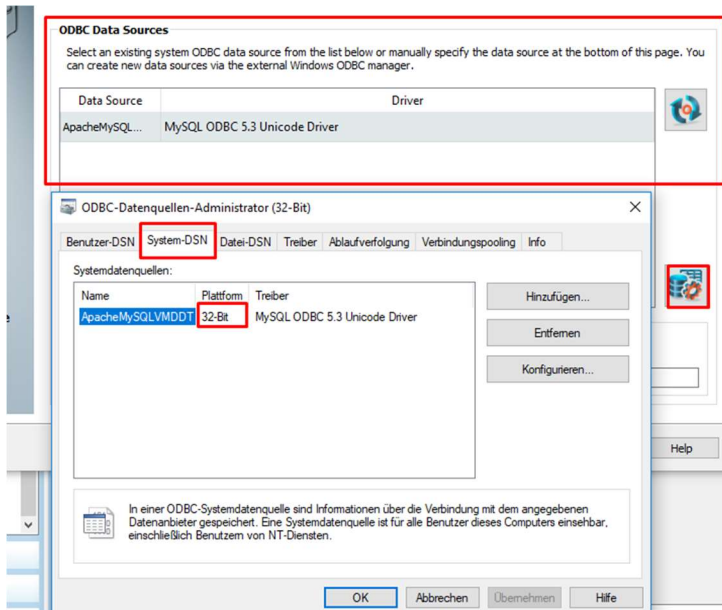 ODBC Data Sources
Select an existing system ODBC data source from the list below or manually specify the data source at the bottom of this page. You
can create new data sources via the external Windows ODBC manager.
Data Source Driver
ApacheMySQL... MySQL ODBC 5.3 Unicode Driver
ODBC-Datenquellen-Administrator (32-Bit)
Benutzer-DSN System-DSN Datei-DSN Treiber Ablaufverfolgung Verbindungspooling Info
Systemdatenquellen:
Name Plattform Treiber
ApacheMySQLVMDDT 32-Bit MySQL ODBC 5.3 Unicode Driver
Hinzufügen...
Entfernen
Konfigurieren...
Help
In einer ODBC-Systemdatenquelle sind Informationen über die Verbindung mit dem angegebenen
Datenanbieter gespeichert. Eine Systemdatenquelle ist für alle Benutzer dieses Computers einsehbar,
einschließlich Benutzern von NT-Diensten.
OK Abbrechen Übernehmen Hilfe